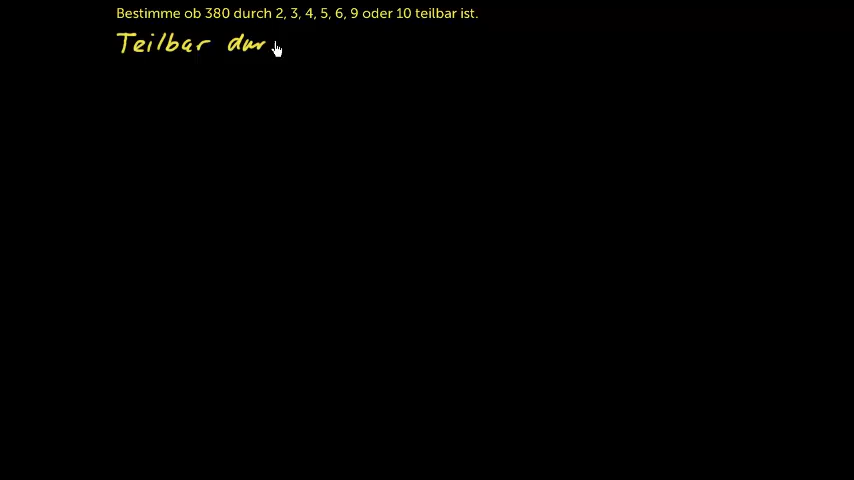 Bestimme ob 380 durch 2, 3, 4, 5, 6, 9 oder 10 teilbar ist.
Teilbar dur